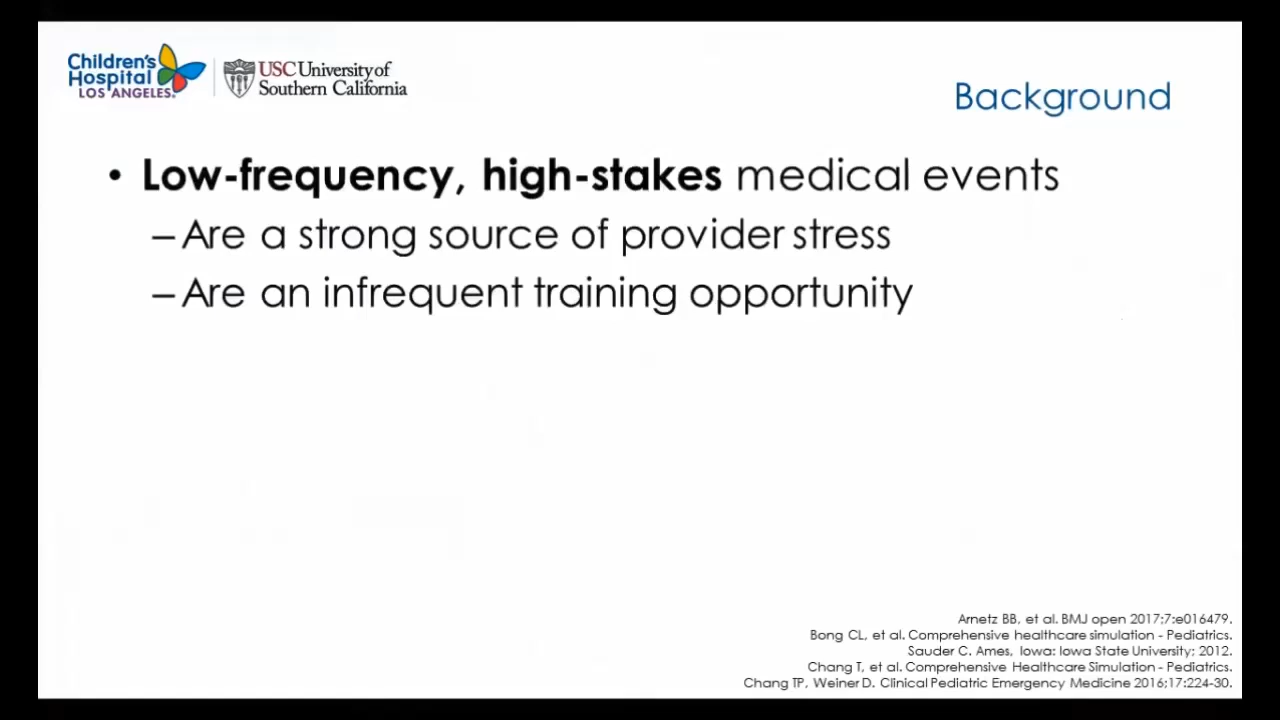 Children's
Hospital
LOS ANGELES®
USC University of
Southern California
Background
• Low-frequency, high-stakes medical events
–Are a strong source of provider stress
–Are an infrequent training opportunity
Arnetz BB, et al. BMJ open 2017;7:e016479.
Bong CL, et al. Comprehensive healthcare simulation - Pediatrics.
Sauder C. Ames, Iowa: Iowa State University; 2012.
Chang T, et al. Comprehensive Healthcare Simulation - Pediatrics.
Chang TP, Weiner D. Clinical Pediatric Emergency Medicine 2016;17:224-30.